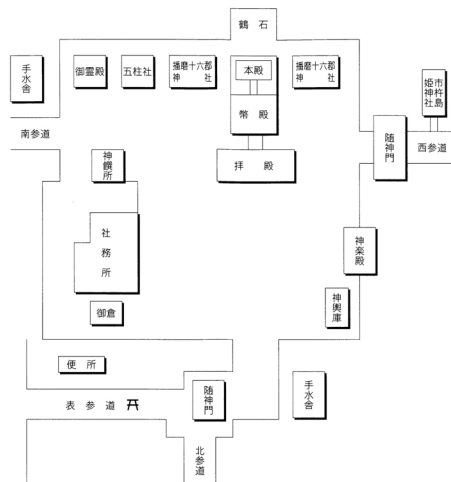 鶴石
手水舎
御霊殿
五柱社
播磨十六郡
神社
本殿
幣殿
播磨十六郡
神社
市杵島
姫神社
南参道
神饌所
拝殿
随神門
西参道
社務所
神楽殿
御倉
神輿庫
便所
随神門
手水舎
表参道
北参道